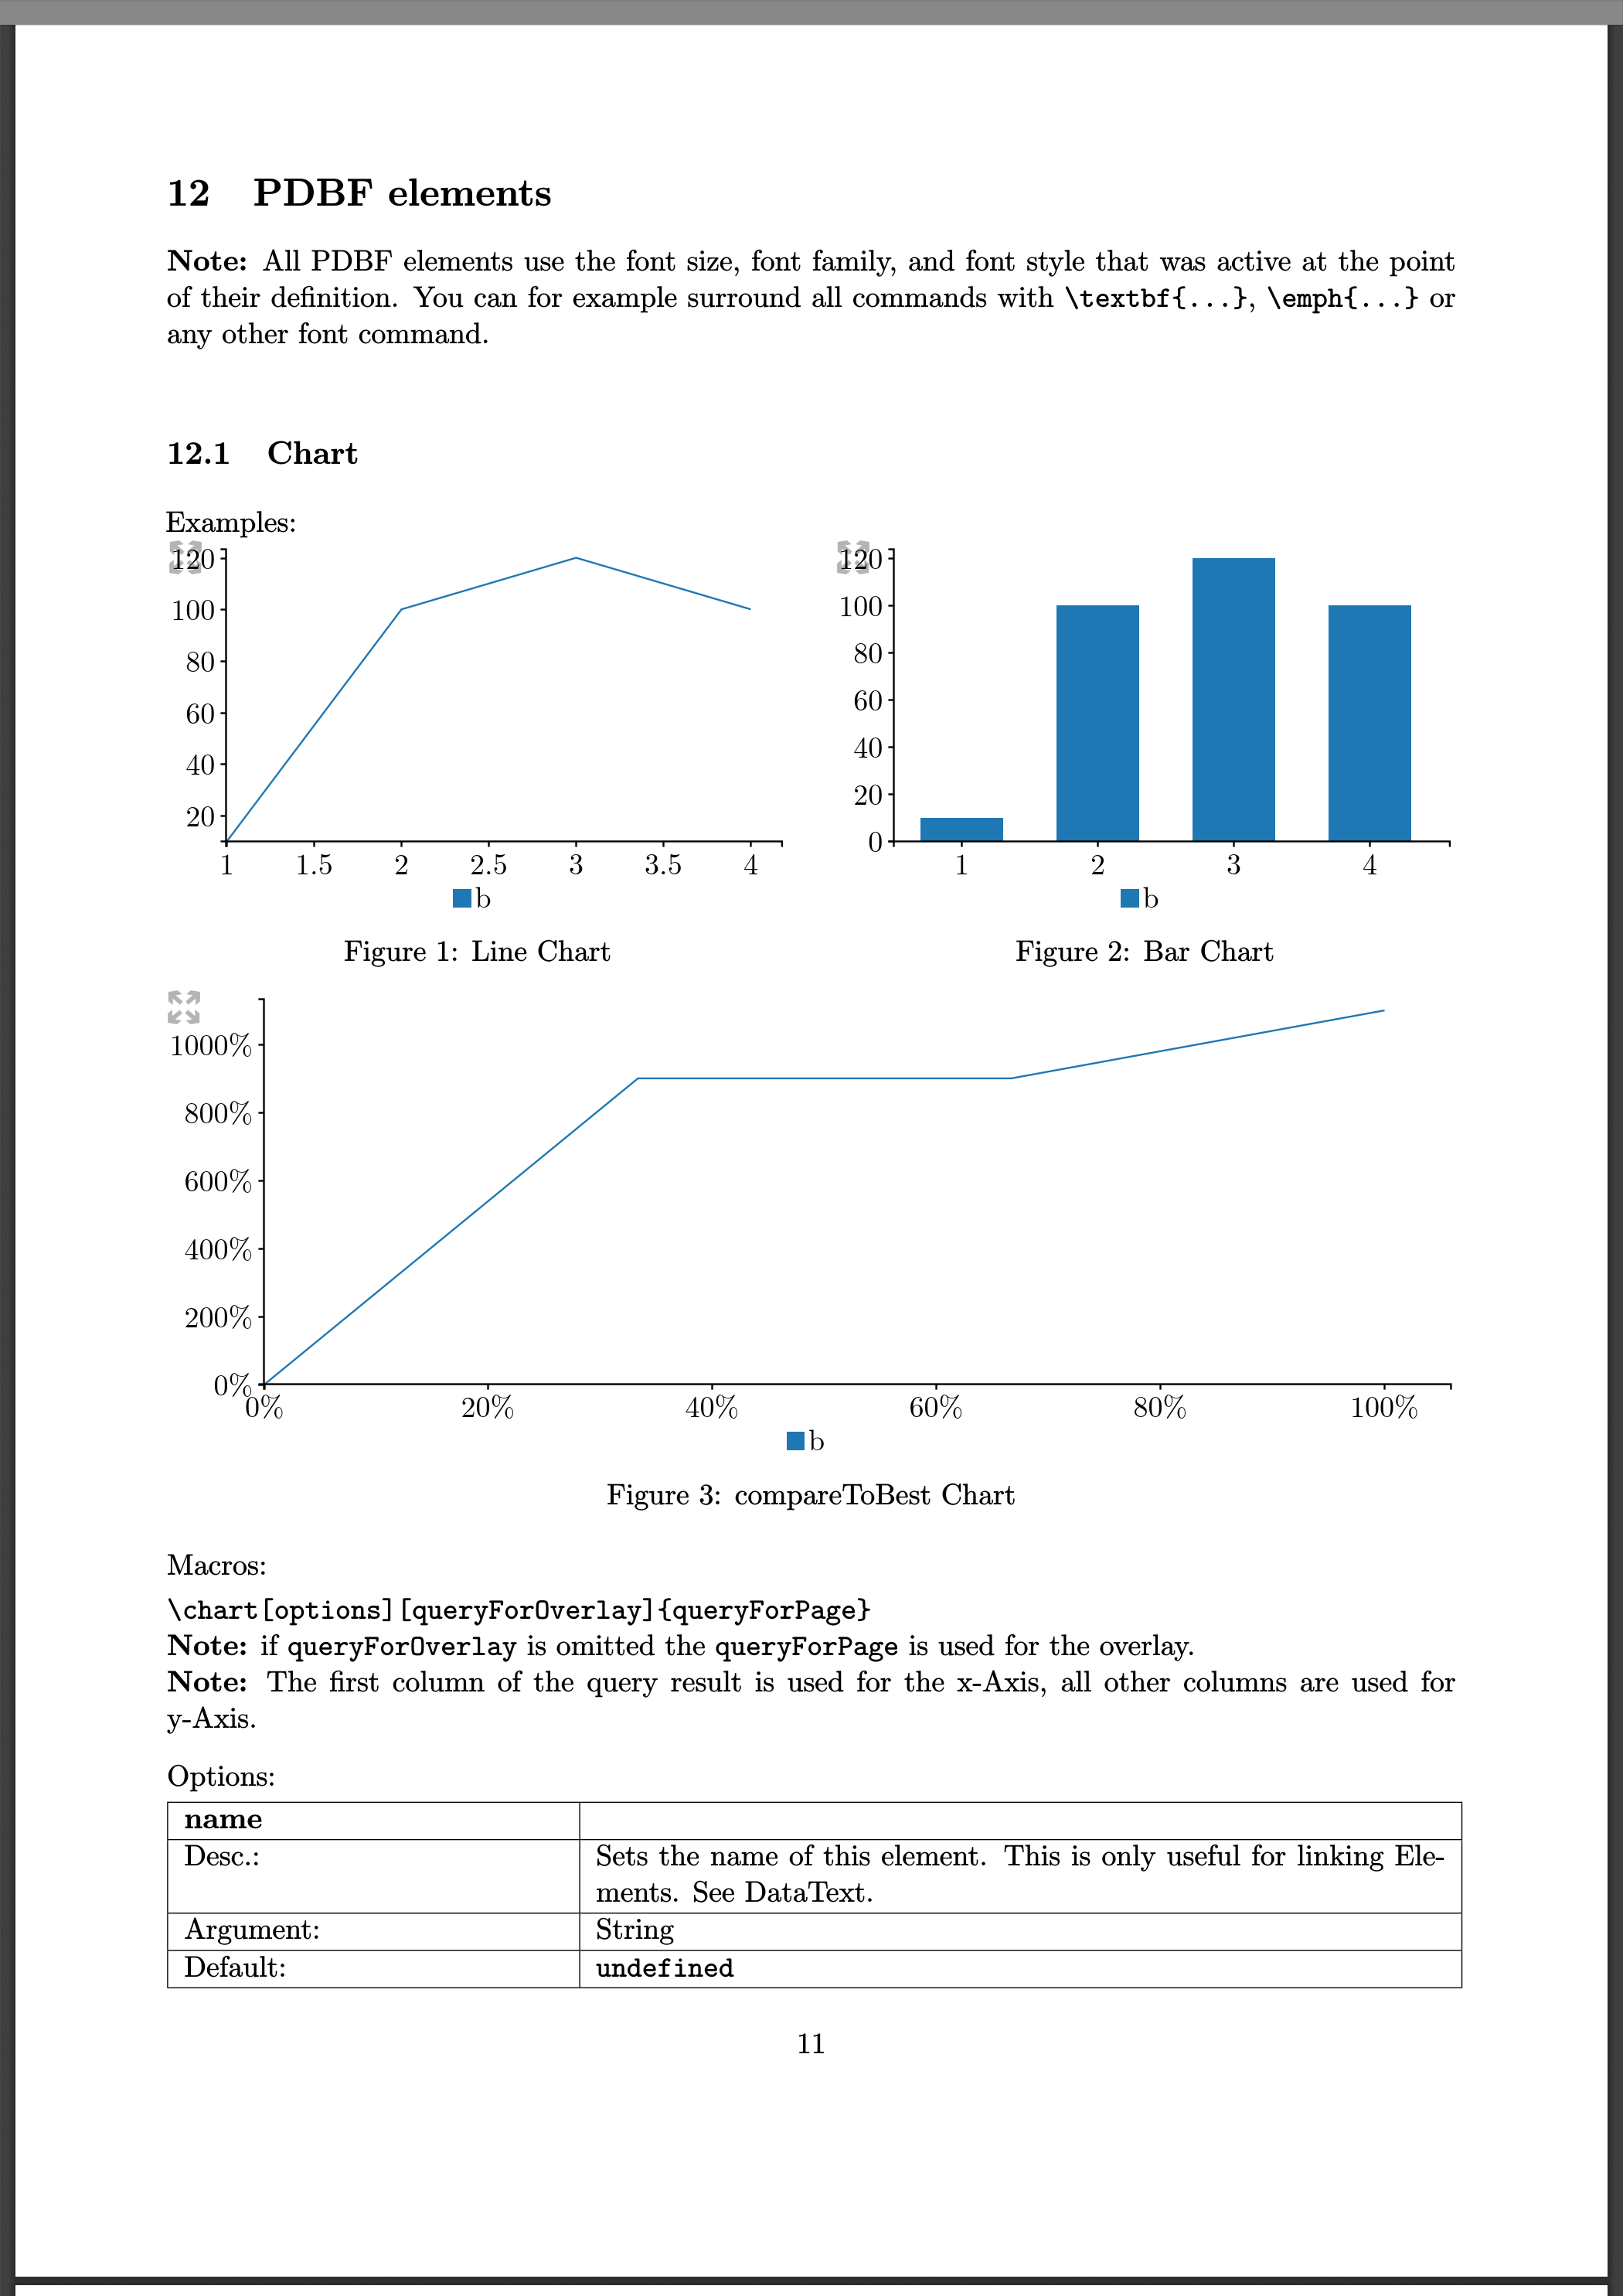 12 PDBF elements
Note: All PDBF elements use the font size, font family, and font style that was active at the point
of their definition. You can for example surround all commands with \textbf{...}, \emph{...} or
any other font command.
12.1 Chart
Examples:
120
100
80
60
40
20
1 1.5 2 2.5 3 3.5 4
b
Figure 1: Line Chart
120
100
80
60
40
20
0
1 2 3 4
b
Figure 2: Bar Chart
1000%
800%
600%
400%
200%
0%
0% 20% 40% 60% 80% 100%
b
Figure 3: compareToBest Chart
Macros:
\chart[options][queryForOverlay]{queryForPage}
Note: if queryForOverlay is omitted the queryForPage is used for the overlay.
Note: The first column of the query result is used for the x-Axis, all other columns are used for
y-Axis.
Options:
name
Desc.: Sets the name of this element. This is only useful for linking Ele-
ments. See DataText.
Argument: String
Default: undefined
11